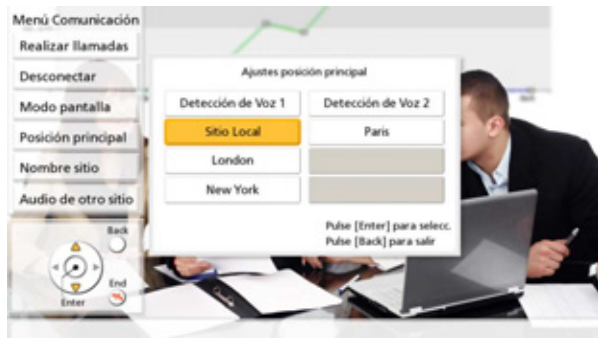 Menú Comunicación
Realizar llamadas
Desconectar
Modo pantalla
Posición principal
Nombre sitio
Audio de otro sitio
Back
End
Enter
Ajustes posición principal
Detección de Voz 1
Detección de Voz 2
Sitio Local
Paris
London
New York
Pulse [Enter] para selecc.
Pulse [Back] para salir